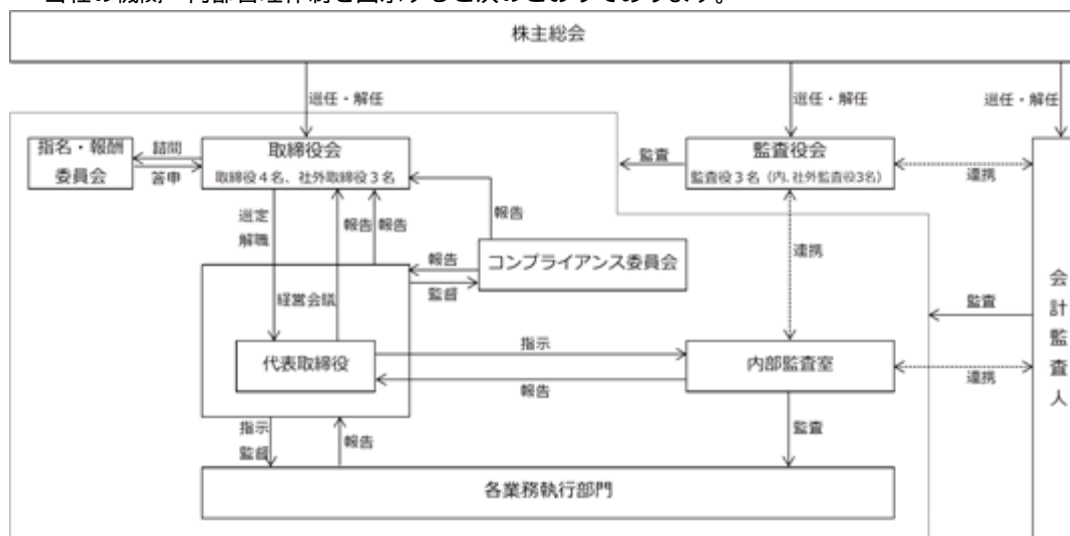 当社の機関・内部管理体制を図示すると次のとおりであります。
株主総会
選任・解任
選任・解任
選任・解任
指名・報酬
委員会
諮問
答申
取締役会
取締役4名、社外取締役3名
監査
監査役会
監査役3名（内、社外監査役3名）
連携
選定
解職
報告
報告
報告
コンプライアンス委員会
報告
監督
連携
経営会議
代表取締役
指示
報告
内部監査室
監査
連携
会計監査人
指示
監督
報告
監査
各業務執行部門